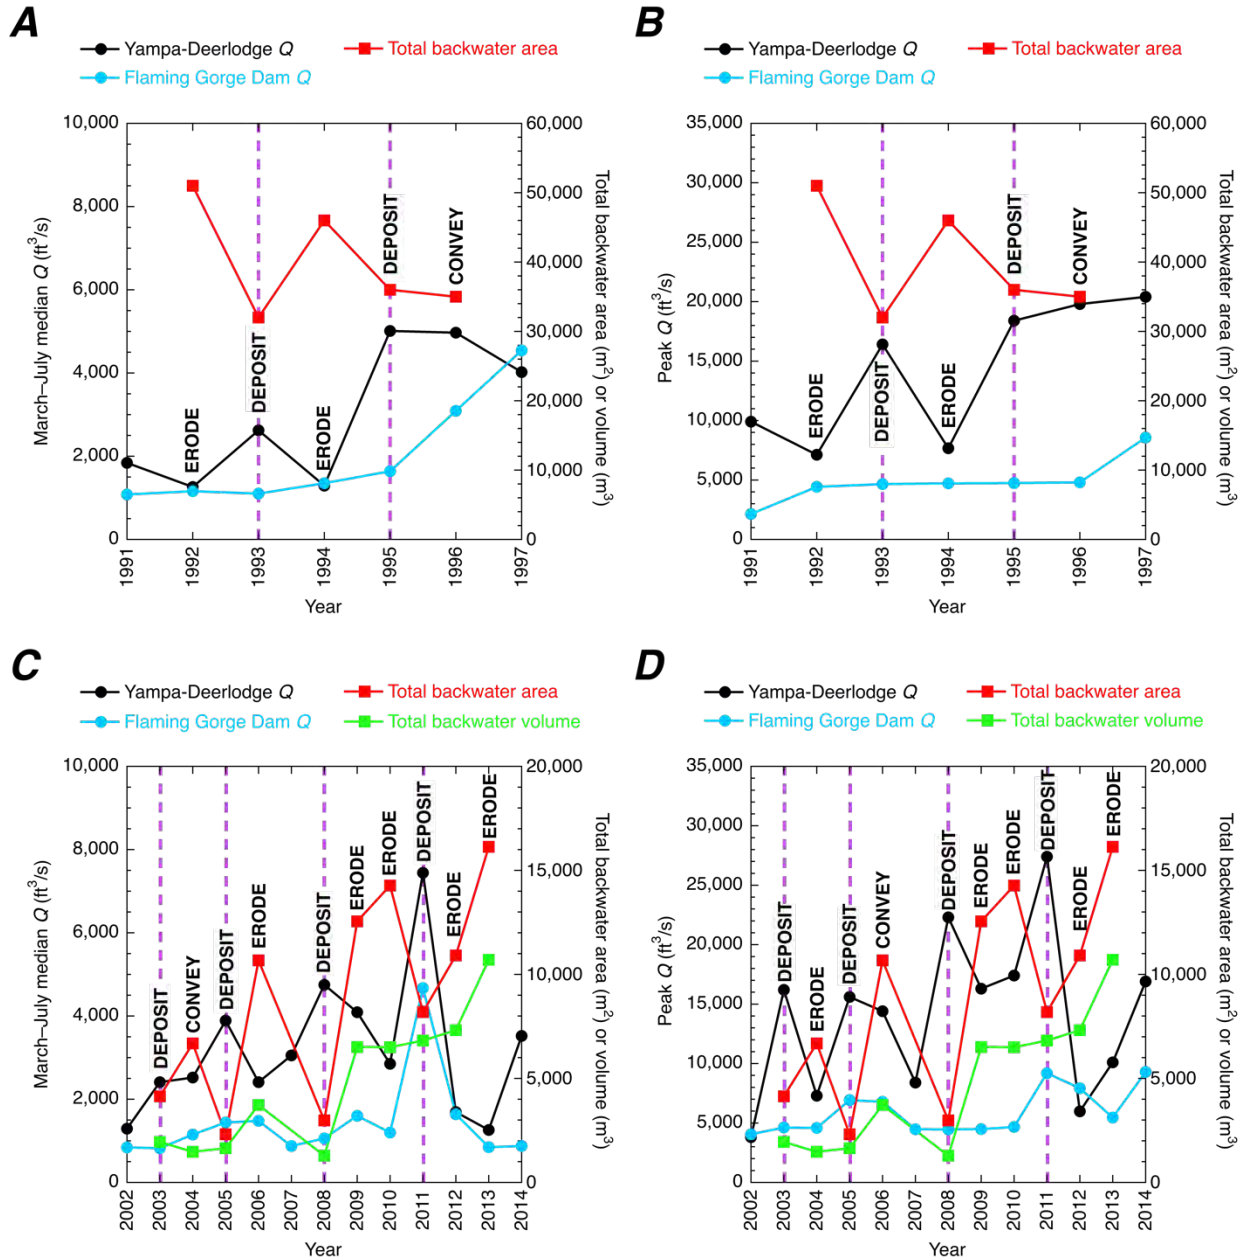 A
Yampa-Deerlodge Q
Total backwater area
Flaming Gorge Dam Q
10,000
8,000
6,000
4,000
2,000
0
March–July median Q (ft³/s)
60,000
50,000
40,000
30,000
20,000
10,000
0
Total backwater area (m²) or volume (m³)
ERODE
DEPOSIT
ERODE
DEPOSIT
CONVEY
1991
1992
1993
1994
1995
1996
1997
Year
B
Yampa-Deerlodge Q
Total backwater area
Flaming Gorge Dam Q
35,000
30,000
25,000
20,000
15,000
10,000
5,000
0
Peak Q (ft³/s)
60,000
50,000
40,000
30,000
20,000
10,000
0
Total backwater area (m²) or volume (m³)
ERODE
DEPOSIT
ERODE
DEPOSIT
CONVEY
1991
1992
1993
1994
1995
1996
1997
Year
C
Yampa-Deerlodge Q
Total backwater area
Flaming Gorge Dam Q
Total backwater volume
10,000
8,000
6,000
4,000
2,000
0
March–July median Q (ft³/s)
20,000
15,000
10,000
5,000
0
Total backwater area (m²) or volume (m³)
DEPOSIT
CONVEY
DEPOSIT
ERODE
DEPOSIT
ERODE
ERODE
DEPOSIT
ERODE
ERODE
2002
2003
2004
2005
2006
2007
2008
2009
2010
2011
2012
2013
2014
Year
D
Yampa-Deerlodge Q
Total backwater area
Flaming Gorge Dam Q
Total backwater volume
35,000
30,000
25,000
20,000
15,000
10,000
5,000
0
Peak Q (ft³/s)
20,000
15,000
10,000
5,000
0
Total backwater area (m²) or volume (m³)
DEPOSIT
ERODE
DEPOSIT
CONVEY
DEPOSIT
ERODE
ERODE
DEPOSIT
ERODE
ERODE
2002
2003
2004
2005
2006
2007
2008
2009
2010
2011
2012
2013
2014
Year